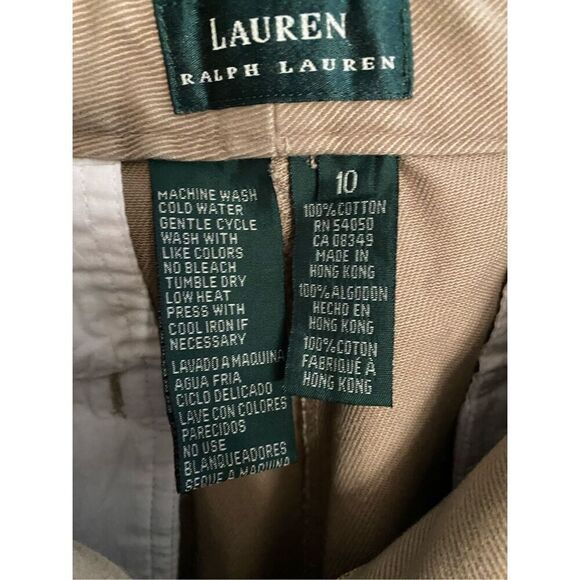 LAUREN
RALPH LAUREN
MACHINE WASH
COLD WATER
GENTLE CYCLE
WASH WITH
LIKE COLORS
NO BLEACH
TUMBLE DRY
LOW HEAT
PRESS WITH
COOL IRON IF
NECESSARY
LAVADO A MAQUINA
AGUA FRIA
CICLO DELICADO
LAVE CON COLORES
PARECIDOS
NO USE
BLANQUEADORES
SEQUE A MAQUINA
10
100% COTTON
RN 54050
CA 08349
MADE IN
HONG KONG
100% ALGODON
HECHO EN
HONG KONG
100% COTON
FABRIQUÉ À
HONG KONG